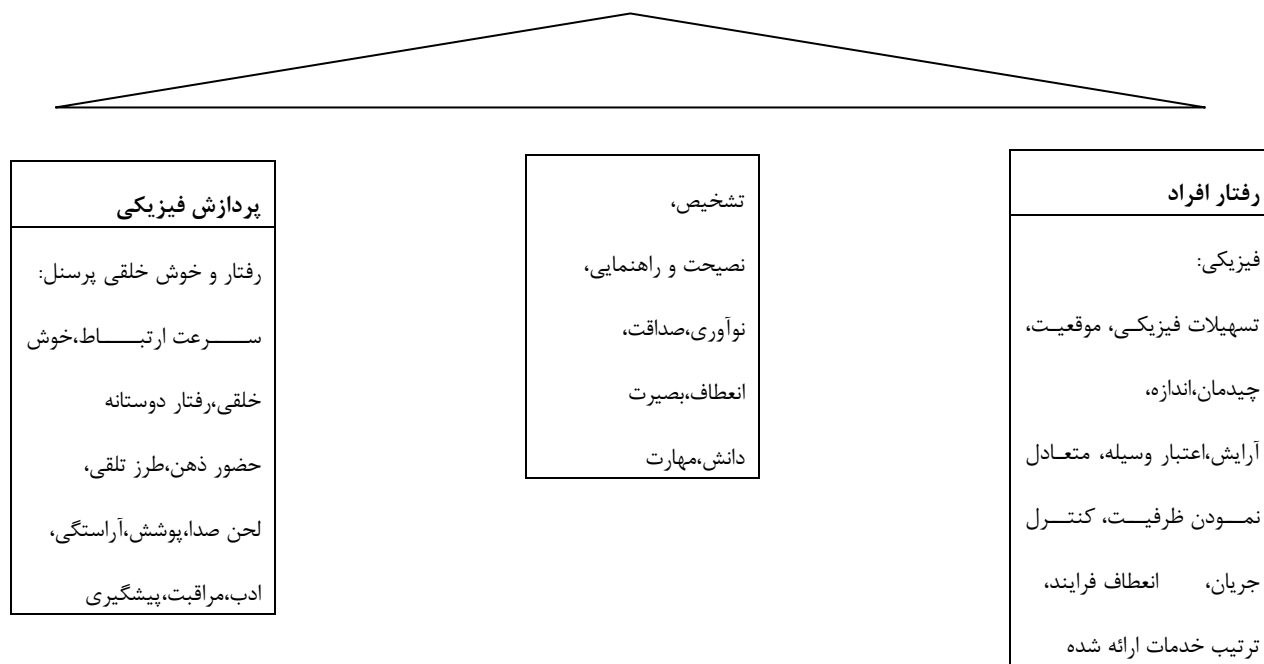 رفتار افراد
فیزیکی:
تسهیلات فیزیکی، موقعیت،
چیدمان،اندازه،
آرایش،اعتبار وسیله، متعادل
نمودن ظرفیت، کنترل
جریان، انعطاف فرایند،
ترتیب خدمات ارائه شده
تشخیص،
نصیحت و راهنمایی،
نوآوری،صداقت،
انعطاف،بصیرت
دانش،مهارت
پردازش فیزیکی
رفتار و خوش خلقی پرسنل:
سرعت ارتباط،خوش
خلقی،رفتار دوستانه
حضور ذهن،طرز تلقی،
لحن صدا،پوشش،آراستگی،
ادب،مراقبت،پیشگیری